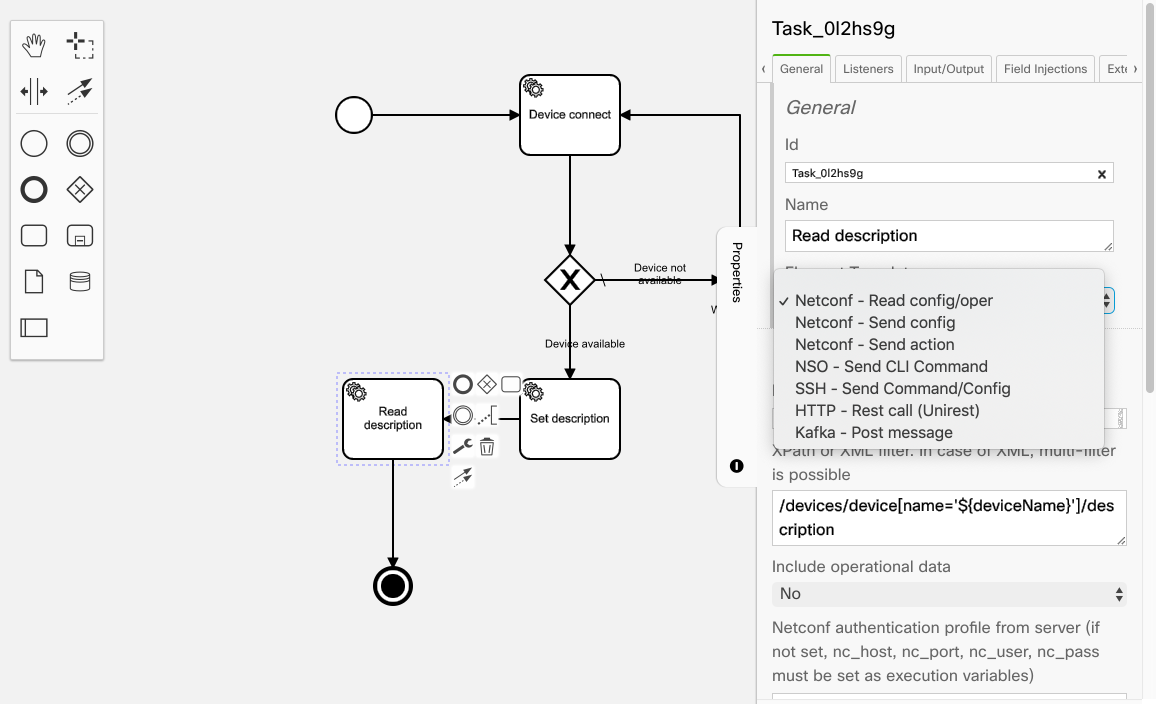 Task_0l2hs9g
General
Listeners
Input/Output
Field Injections
General
Id
Task_0l2hs9g
Name
Read description
Netconf - Read config/oper
Netconf - Send config
Netconf - Send action
NSO - Send CLI Command
SSH - Send Command/Config
HTTP - Rest call (Unirest)
Kafka - Post message
XPath or XML filter. In case of XML, multi-filter
is possible
/devices/device[name='${deviceName}']/des
cription
Include operational data
No
Netconf authentication profile from server (if
not set, nc_host, nc_port, nc_user, nc_pass
must be set as execution variables)
Properties
Device connect
X
Device not
available
Device available
Read
description
Set description